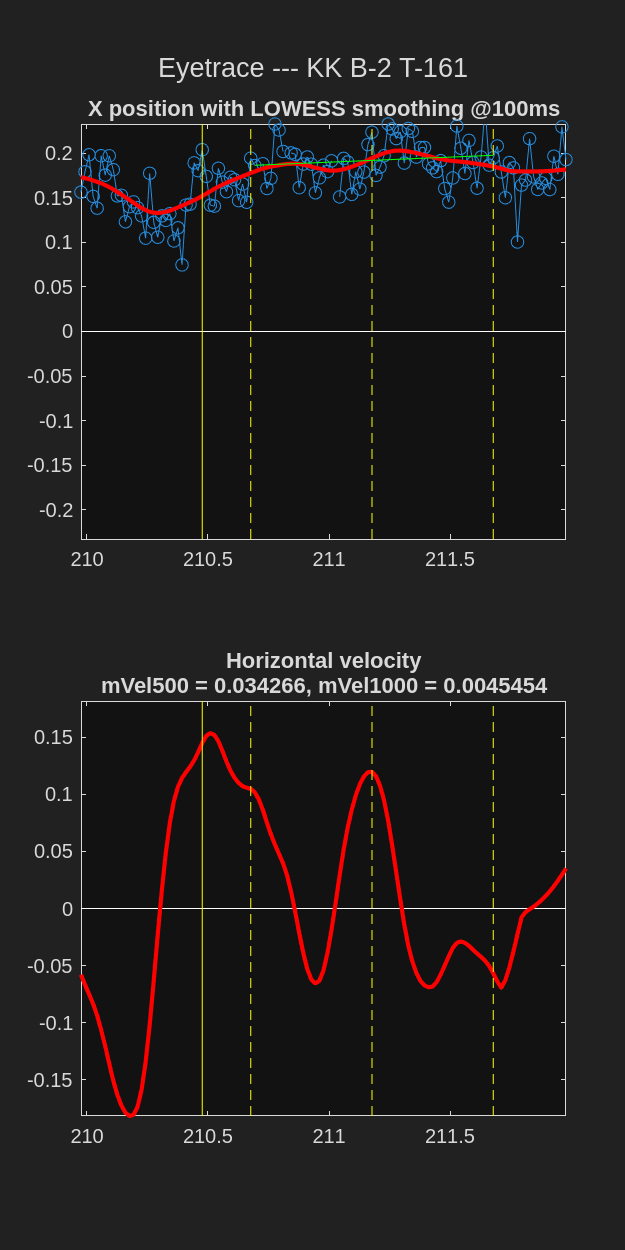 Eyetrace --- KK B-2 T-161
X position with LOWESS smoothing @100ms
0.2
0.15
0.1
0.05
0
-0.05
-0.1
-0.15
-0.2
210 210.5 211 211.5
Horizontal velocity
mVel500 = 0.034266, mVel1000 = 0.0045454
0.15
0.1
0.05
0
-0.05
-0.1
-0.15
210 210.5 211 211.5